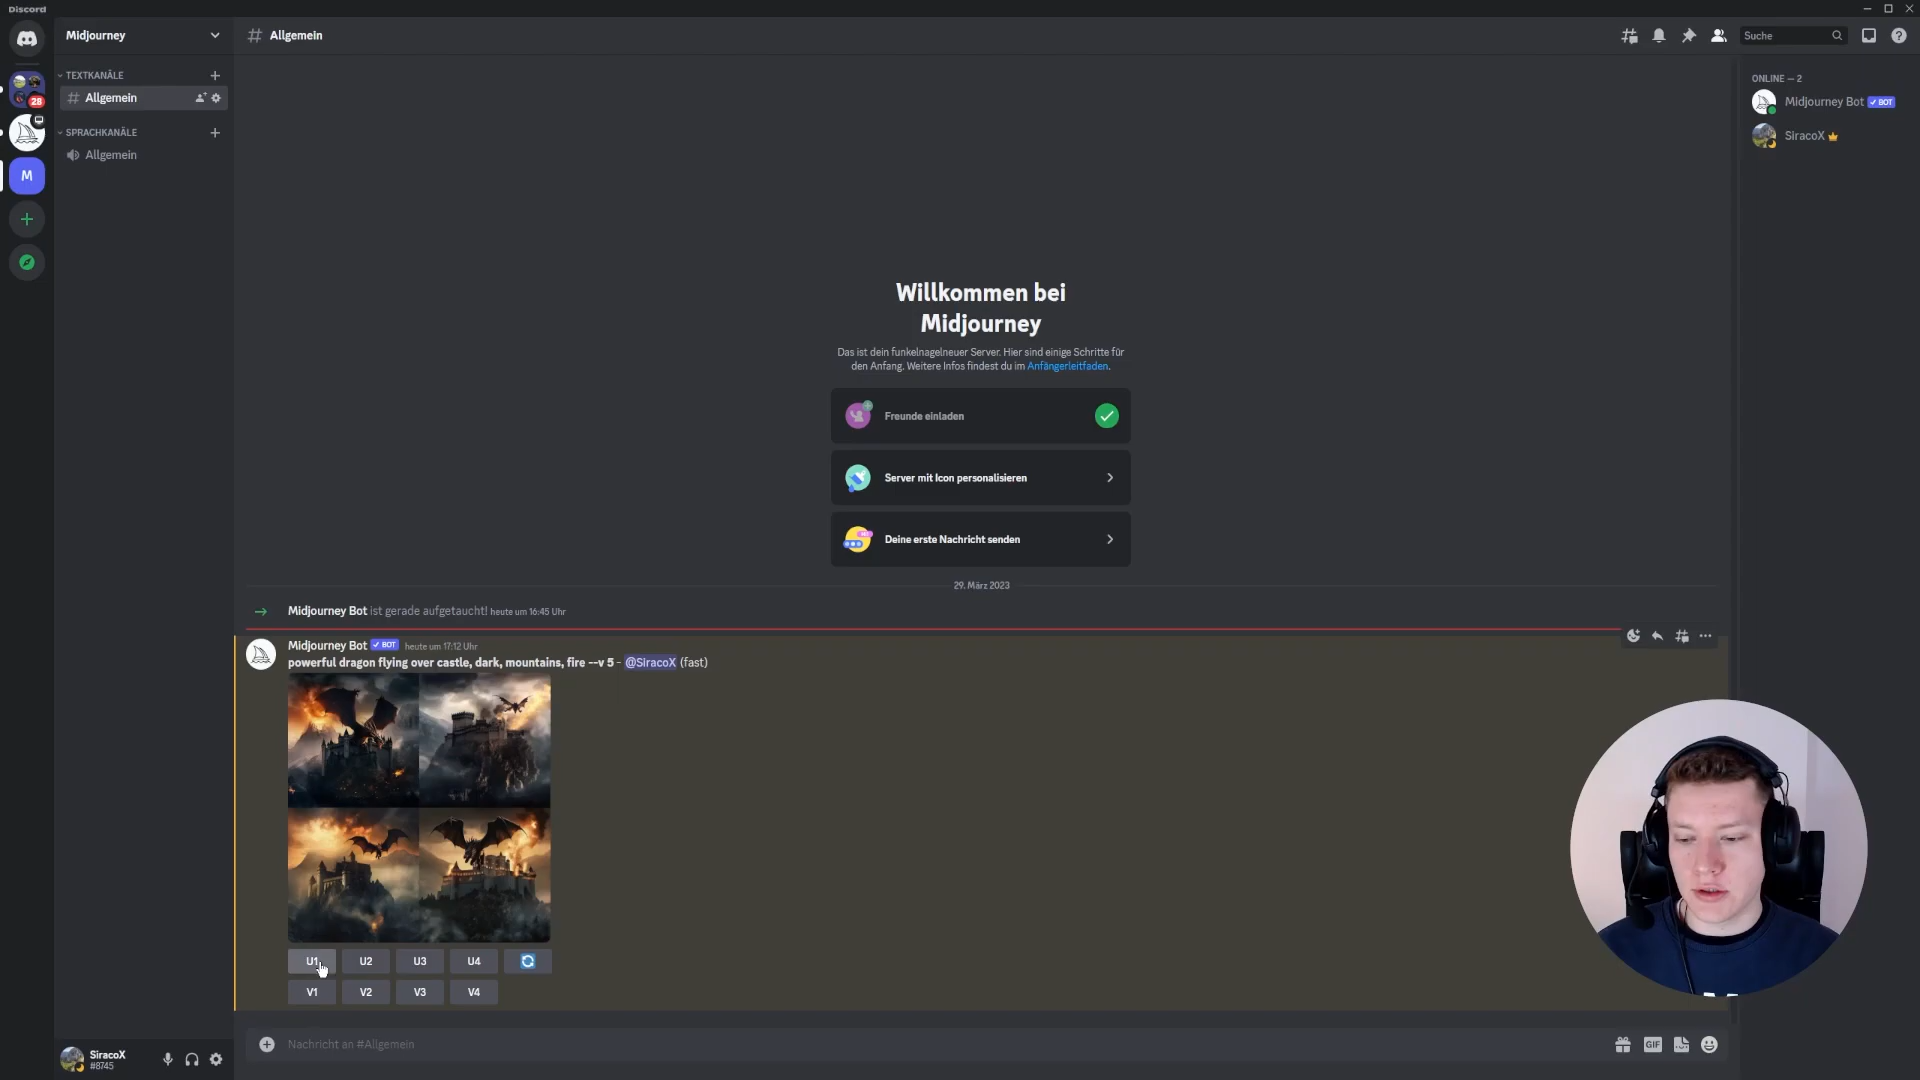 Discord
Midjourney
Allgemein
Suche
TEXTKANÄLE
Allgemein
SPRACHKANÄLE
Allgemein
28
M
ONLINE — 2
Midjourney Bot BOT
SiracoX
Willkommen bei
Midjourney
Das ist dein funkelnagelneuer Server. Hier sind einige Schritte für
den Anfang. Weitere Infos findest du im Anfängerleitfaden.
Freunde einladen
Server mit Icon personalisieren
Deine erste Nachricht senden
29. März 2023
Midjourney Bot ist gerade aufgetaucht! heute um 16:45 Uhr
Midjourney Bot BOT heute um 17:12 Uhr
powerful dragon flying over castle, dark, mountains, fire --v 5 - @SiracoX (fast)
U1 U2 U3 U4
V1 V2 V3 V4
Nachricht an #Allgemein
GIF
SiracoX
#8745